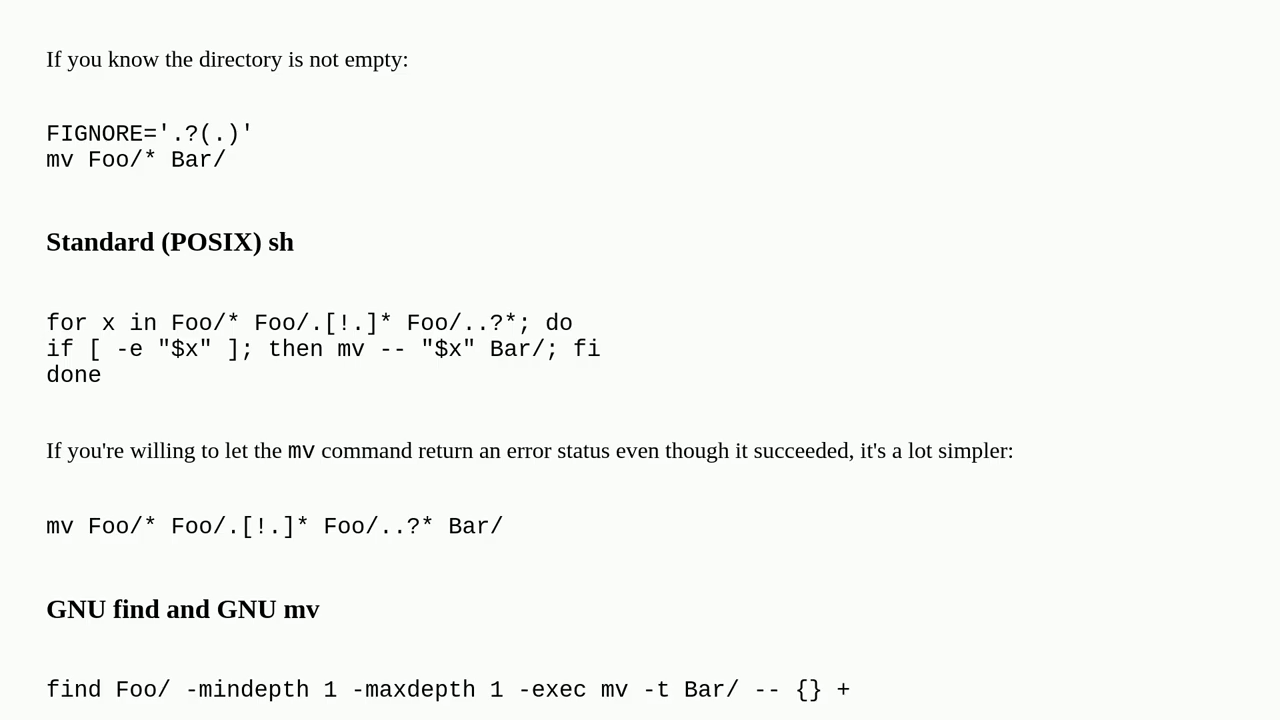 If you know the directory is not empty:
FIGNORE='.?(.)'
mv Foo/* Bar/
Standard (POSIX) sh
for x in Foo/* Foo/.[!.]* Foo/..?*; do
if [ -e "$x" ]; then mv -- "$x" Bar/; fi
done
If you're willing to let the mv command return an error status even though it succeeded, it's a lot simpler:
mv Foo/* Foo/.[!.]* Foo/..?* Bar/
GNU find and GNU mv
find Foo/ -mindepth 1 -maxdepth 1 -exec mv -t Bar/ -- {} +